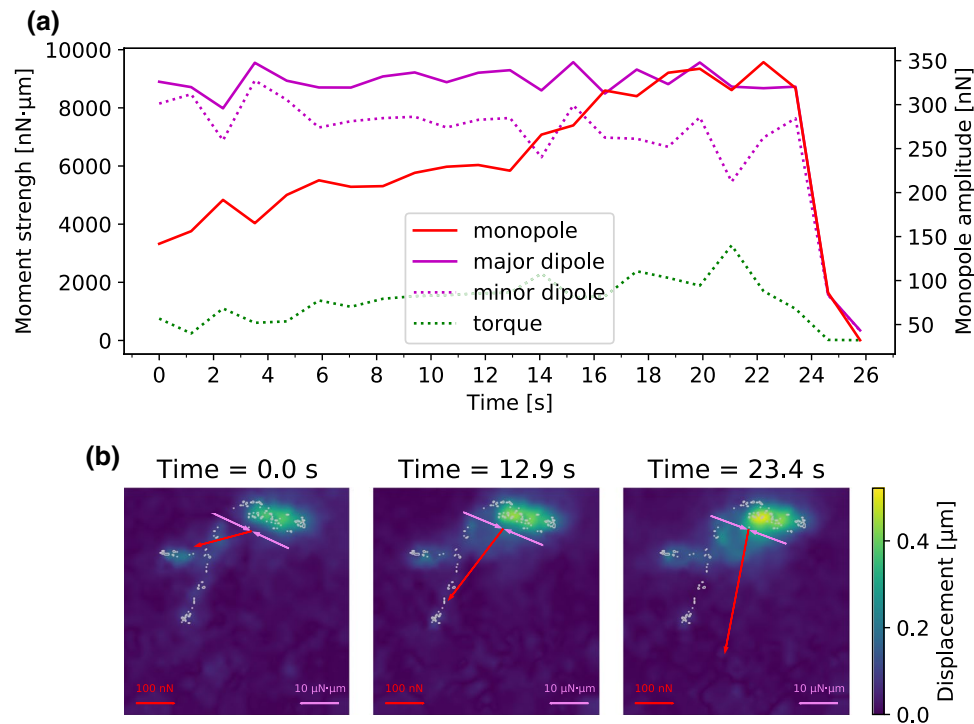 (a)
10000
8000
6000
4000
2000
0
Moment strengh [nN·μm]
350
300
250
200
150
100
50
Monopole amplitude [nN]
monopole
major dipole
minor dipole
torque
0 2 4 6 8 10 12 14 16 18 20 22 24 26
Time [s]
(b)
Time = 0.0 s
Time = 12.9 s
Time = 23.4 s
100 nN
10 μN·μm
100 nN
10 μN·μm
100 nN
10 μN·μm
0.4
0.2
0.0
Displacement [μm]